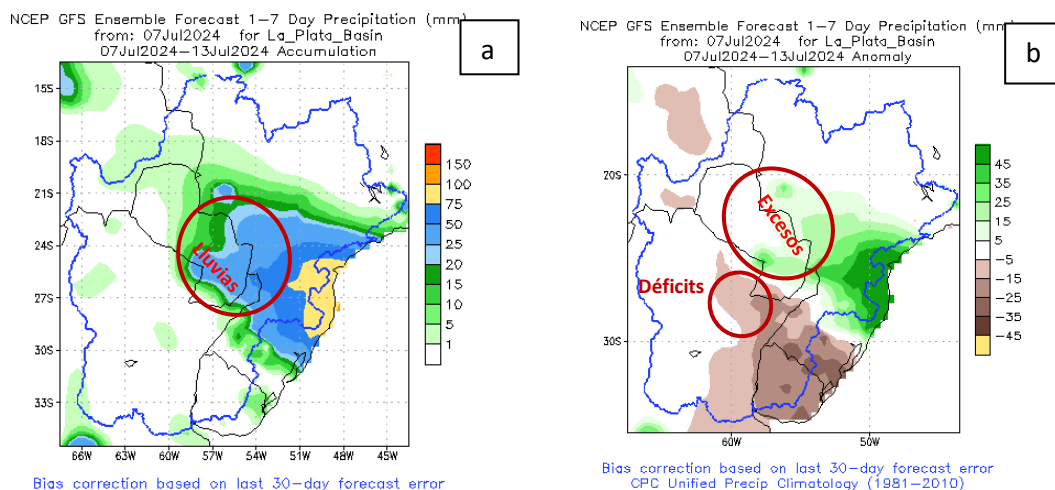 NCEP GFS Ensemble Forecast 1–7 Day Precipitation (mm)
from: 07Jul2024 for La_Plata_Basin
07Jul2024–13Jul2024 Accumulation
a
15S
18S
21S
24S
27S
30S
33S
66W 63W 60W 57W 54W 51W 48W 45W
Lluvias
150
100
75
50
25
20
15
10
5
1
Bias correction based on last 30–day forecast error
NCEP GFS Ensemble Forecast 1–7 Day Precipitation (mm)
from: 07Jul2024 for La_Plata_Basin
07Jul2024–13Jul2024 Anomaly
b
20S
30S
60W 50W
Excesos
Déficits
45
35
25
15
5
−5
−15
−25
−35
−45
Bias correction based on last 30–day forecast error
CPC Unified Precip Climatology (1981–2010)